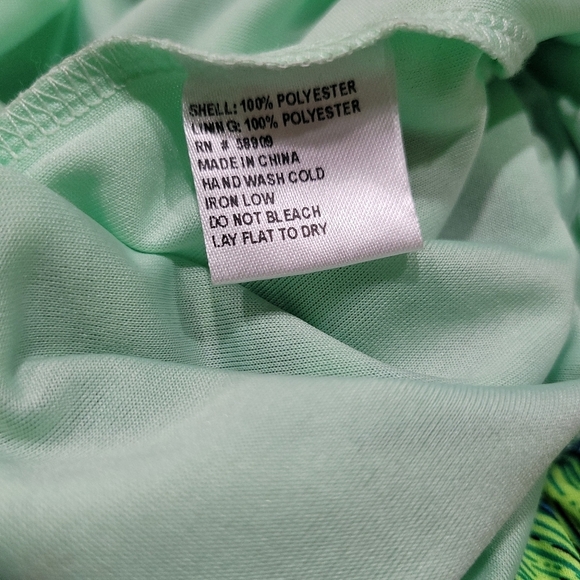 SHELL: 100% POLYESTER
LINING: 100% POLYESTER
RN # 58909
MADE IN CHINA
HAND WASH COLD
IRON LOW
DO NOT BLEACH
LAY FLAT TO DRY